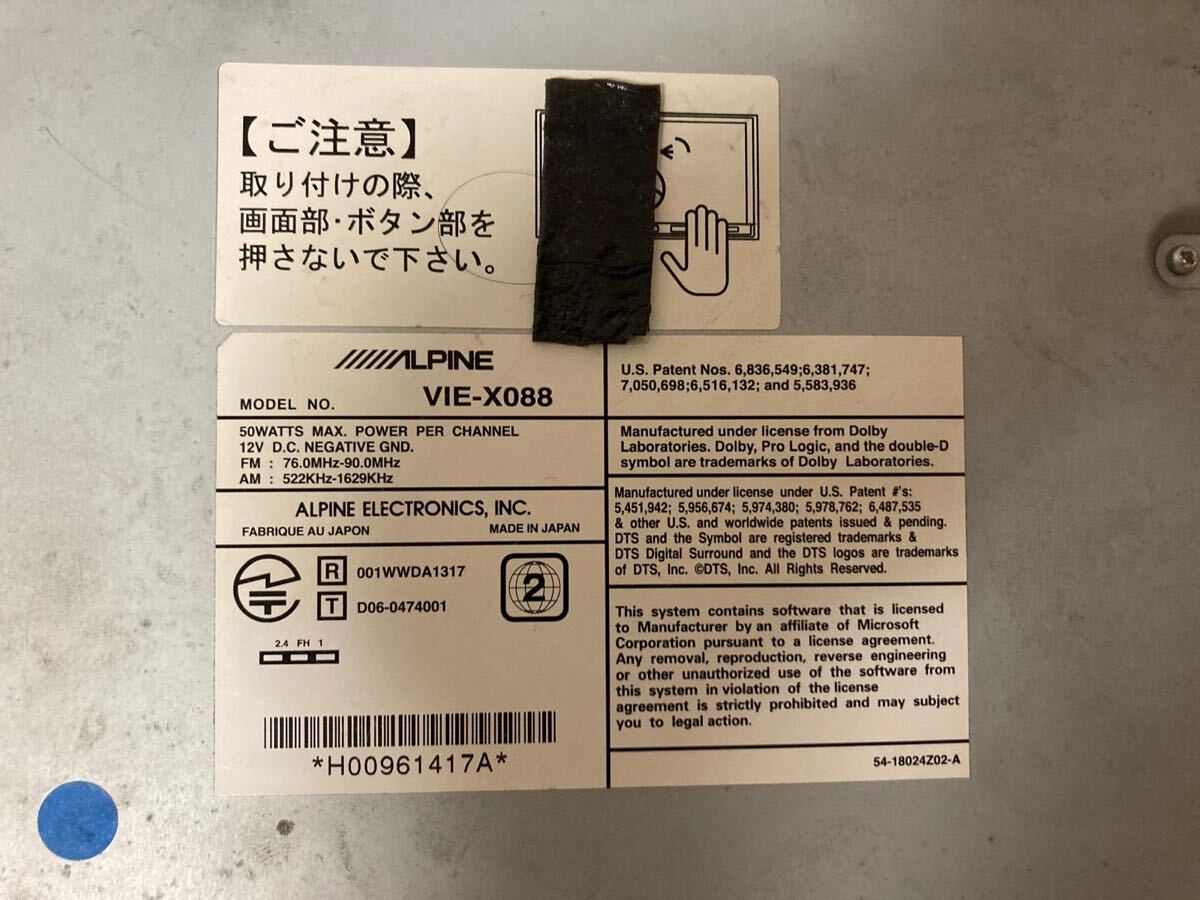 【ご注意】
取り付けの際、
画面部・ボタン部を
押さないで下さい。
ALPINE
MODEL NO. VIE-X088
50WATTS MAX. POWER PER CHANNEL
12V D.C. NEGATIVE GND.
FM : 76.0MHz-90.0MHz
AM : 522KHz-1629KHz
ALPINE ELECTRONICS, INC.
FABRIQUE AU JAPON MADE IN JAPAN
R 001WWDA1317
T D06-0474001
2
2.4 FH 1
*H00961417A*
U.S. Patent Nos. 6,836,549;6,381,747;
7,050,698;6,516,132; and 5,583,936
Manufactured under license from Dolby
Laboratories. Dolby, Pro Logic, and the double-D
symbol are trademarks of Dolby Laboratories.
Manufactured under license under U.S. Patent #'s:
5,451,942; 5,956,674; 5,974,380; 5,978,762; 6,487,535
& other U.S. and worldwide patents issued & pending.
DTS and the Symbol are registered trademarks &
DTS Digital Surround and the DTS logos are trademarks
of DTS, Inc. ©DTS, Inc. All Rights Reserved.
This system contains software that is licensed
to Manufacturer by an affiliate of Microsoft
Corporation pursuant to a license agreement.
Any removal, reproduction, reverse engineering
or other unauthorized use of the software from
this system in violation of the license
agreement is strictly prohibited and may subject
you to legal action.
54-18024Z02-A